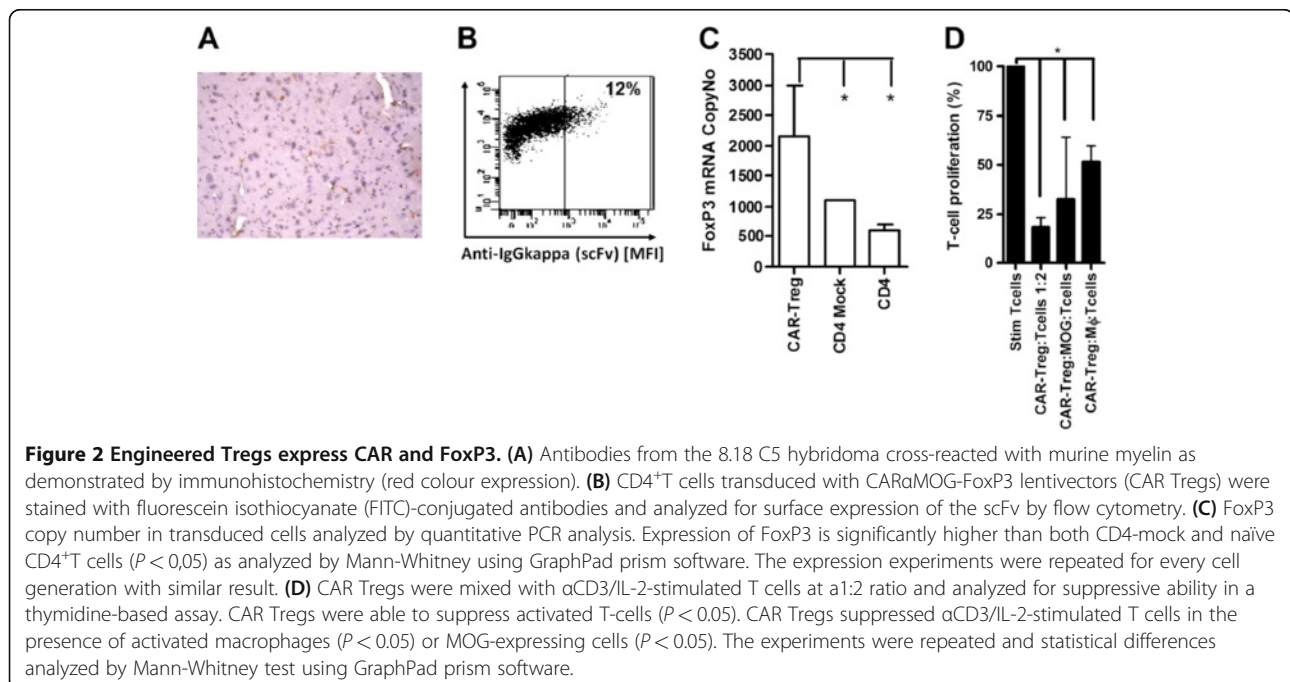 A
B
C
D
12%
10⁵
10⁴
10³
10²
10¹
0
0 10² 10³ 10⁴ 10⁵
Anti-IgGkappa (scFv) [MFI]
FoxP3 mRNA CopyNo
3500
3000
2500
2000
1500
1000
500
0
* *
CAR-Treg
CD4 Mock
CD4
T-cell proliferation (%)
100
75
50
25
0
*
Stim Tcells
CAR-Treg:Tcells 1:2
CAR-Treg:MOG:Tcells
CAR-Treg:Mϕ:Tcells
Figure 2 Engineered Tregs express CAR and FoxP3. (A) Antibodies from the 8.18 C5 hybridoma cross-reacted with murine myelin as
demonstrated by immunohistochemistry (red colour expression). (B) CD4⁺T cells transduced with CARαMOG-FoxP3 lentivectors (CAR Tregs) were
stained with fluorescein isothiocyanate (FITC)-conjugated antibodies and analyzed for surface expression of the scFv by flow cytometry. (C) FoxP3
copy number in transduced cells analyzed by quantitative PCR analysis. Expression of FoxP3 is significantly higher than both CD4-mock and naïve
CD4⁺T cells (P < 0,05) as analyzed by Mann-Whitney using GraphPad prism software. The expression experiments were repeated for every cell
generation with similar result. (D) CAR Tregs were mixed with αCD3/IL-2-stimulated T cells at a1:2 ratio and analyzed for suppressive ability in a
thymidine-based assay. CAR Tregs were able to suppress activated T-cells (P < 0.05). CAR Tregs suppressed αCD3/IL-2-stimulated T cells in the
presence of activated macrophages (P < 0.05) or MOG-expressing cells (P < 0.05). The experiments were repeated and statistical differences
analyzed by Mann-Whitney test using GraphPad prism software.